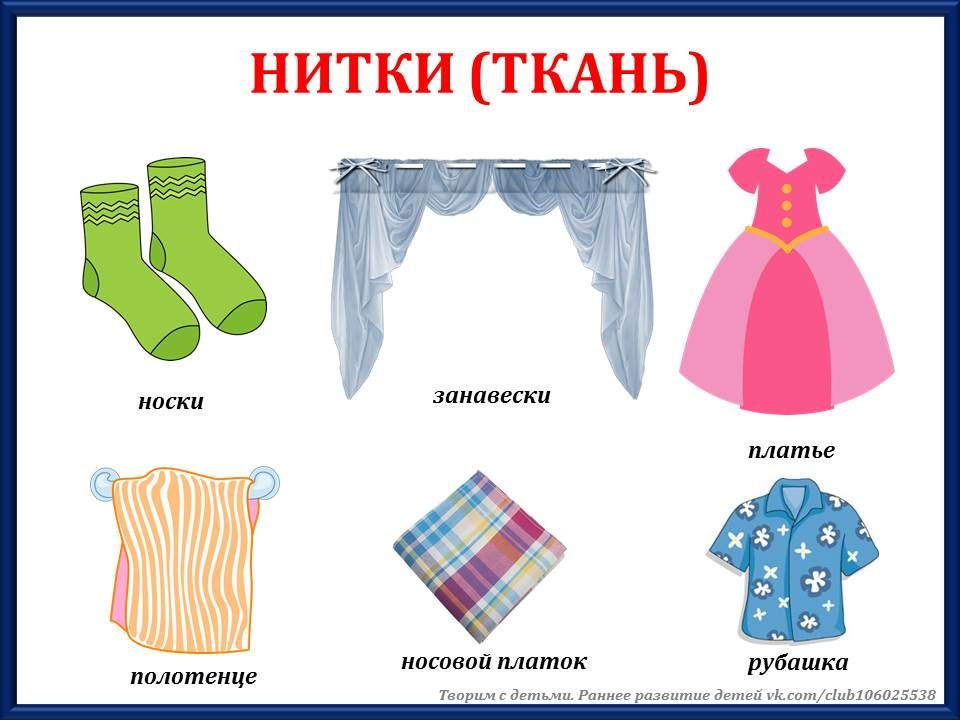 НИТКИ (ТКАНЬ)
носки
занавески
платье
полотенце
носовой платок
рубашка
Творим с детьми. Раннее развитие детей vk.com/club106025538